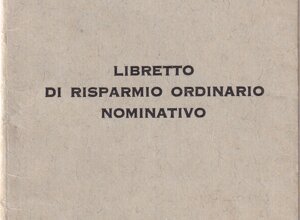 LIBRETTO
DI RISPARMIO ORDINARIO
NOMINATIVO